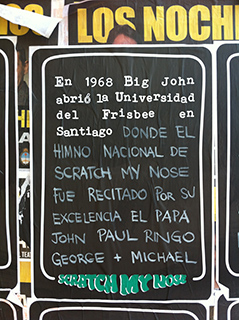 LOS NOCHE
En 1968 Big John
abrió la Universidad
del Frisbee en
Santiago DONDE EL
HIMNO NACIONAL DE
SCRATCH MY NOSE
FUE RECITADO POR SU
EXCELENCIA EL PAPA
JOHN PAUL RINGO
GEORGE + MICHAEL
SCRATCH MY NOSE